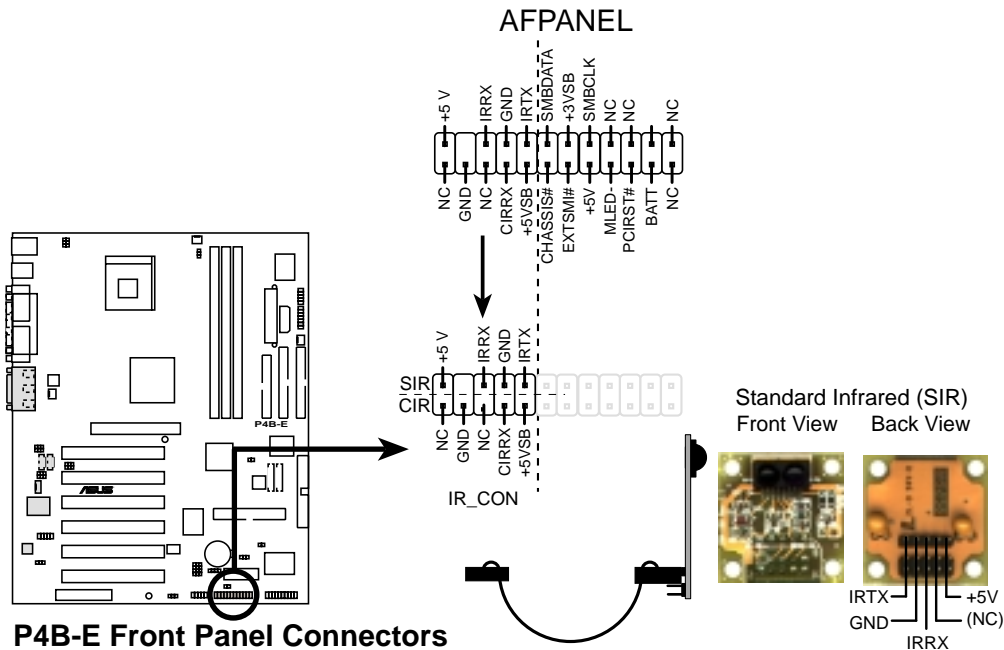 AFPANEL
+5 V
IRRX
GND
IRTX
SMBDATA
+3VSB
SMBCLK
NC
NC
NC
NC
GND
NC
CIRRX
+5VSB
CHASSIS#
EXTSMI#
+5V
MLED-
PCIRST#
BATT
NC
+5 V
IRRX
GND
IRTX
SIR
CIR
NC
GND
NC
CIRRX
+5VSB
IR_CON
P4B-E
ASUS
Standard Infrared (SIR)
Front View Back View
IRTX
GND
IRRX
+5V
(NC)
P4B-E Front Panel Connectors